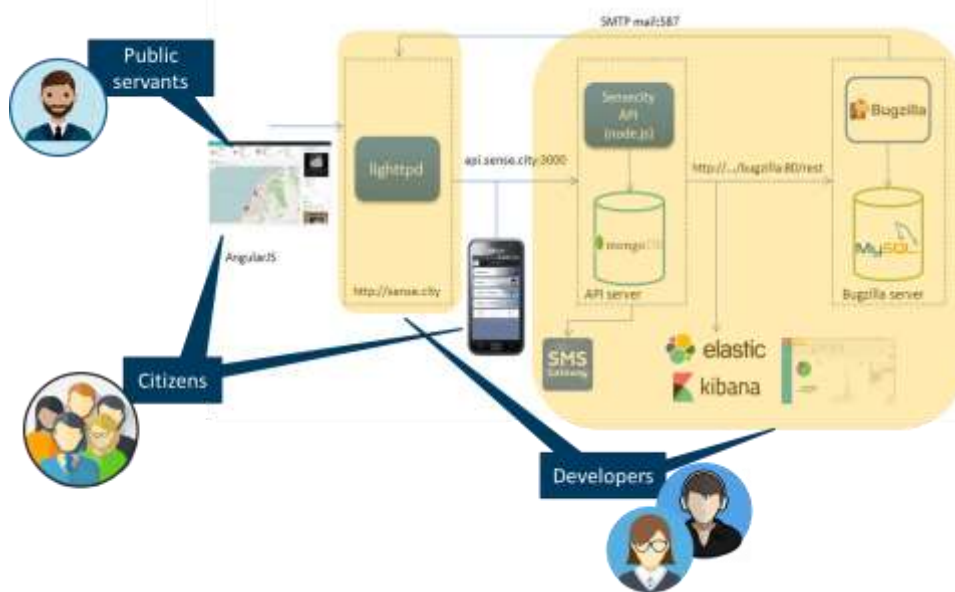 SMTP mail:587
Public
servants
Sensecity
API
(node.js)
Bugzilla
lighttpd
api.sense.city:3000
http://.../bugzilla:80/rest
mongoDB
MySQL
AngularJS
http://sense.city
API server
Bugzilla server
SMS
Gateway
elastic
kibana
Citizens
Developers